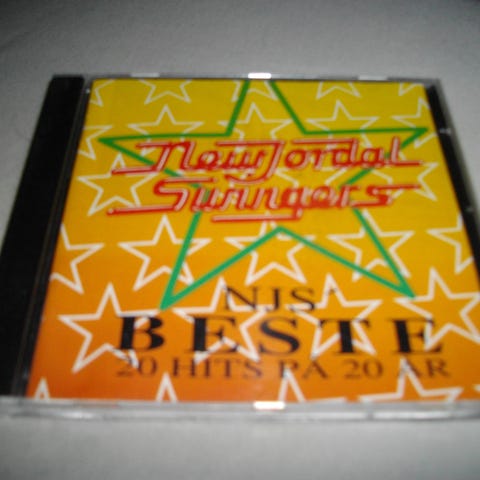 New Jordal
Swingers
NJS'
BESTE
20 HITS PÅ 20 ÅR